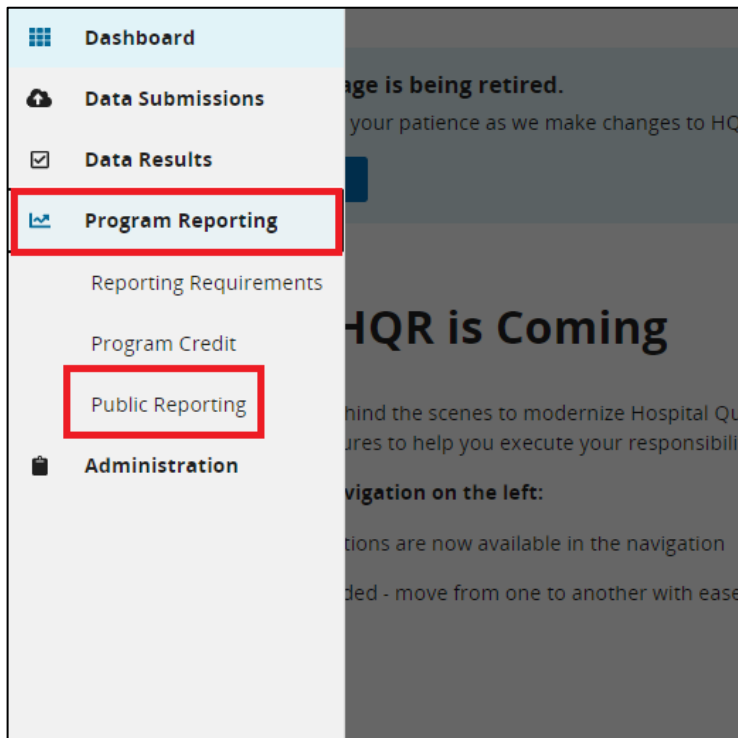 Dashboard
Data Submissions
Data Results
Program Reporting
Reporting Requirements
Program Credit
Public Reporting
Administration
age is being retired.
your patience as we make changes to HQ
HQR is Coming
hind the scenes to modernize Hospital Qu
ures to help you execute your responsibili
vigation on the left:
tions are now available in the navigation
ded - move from one to another with ease